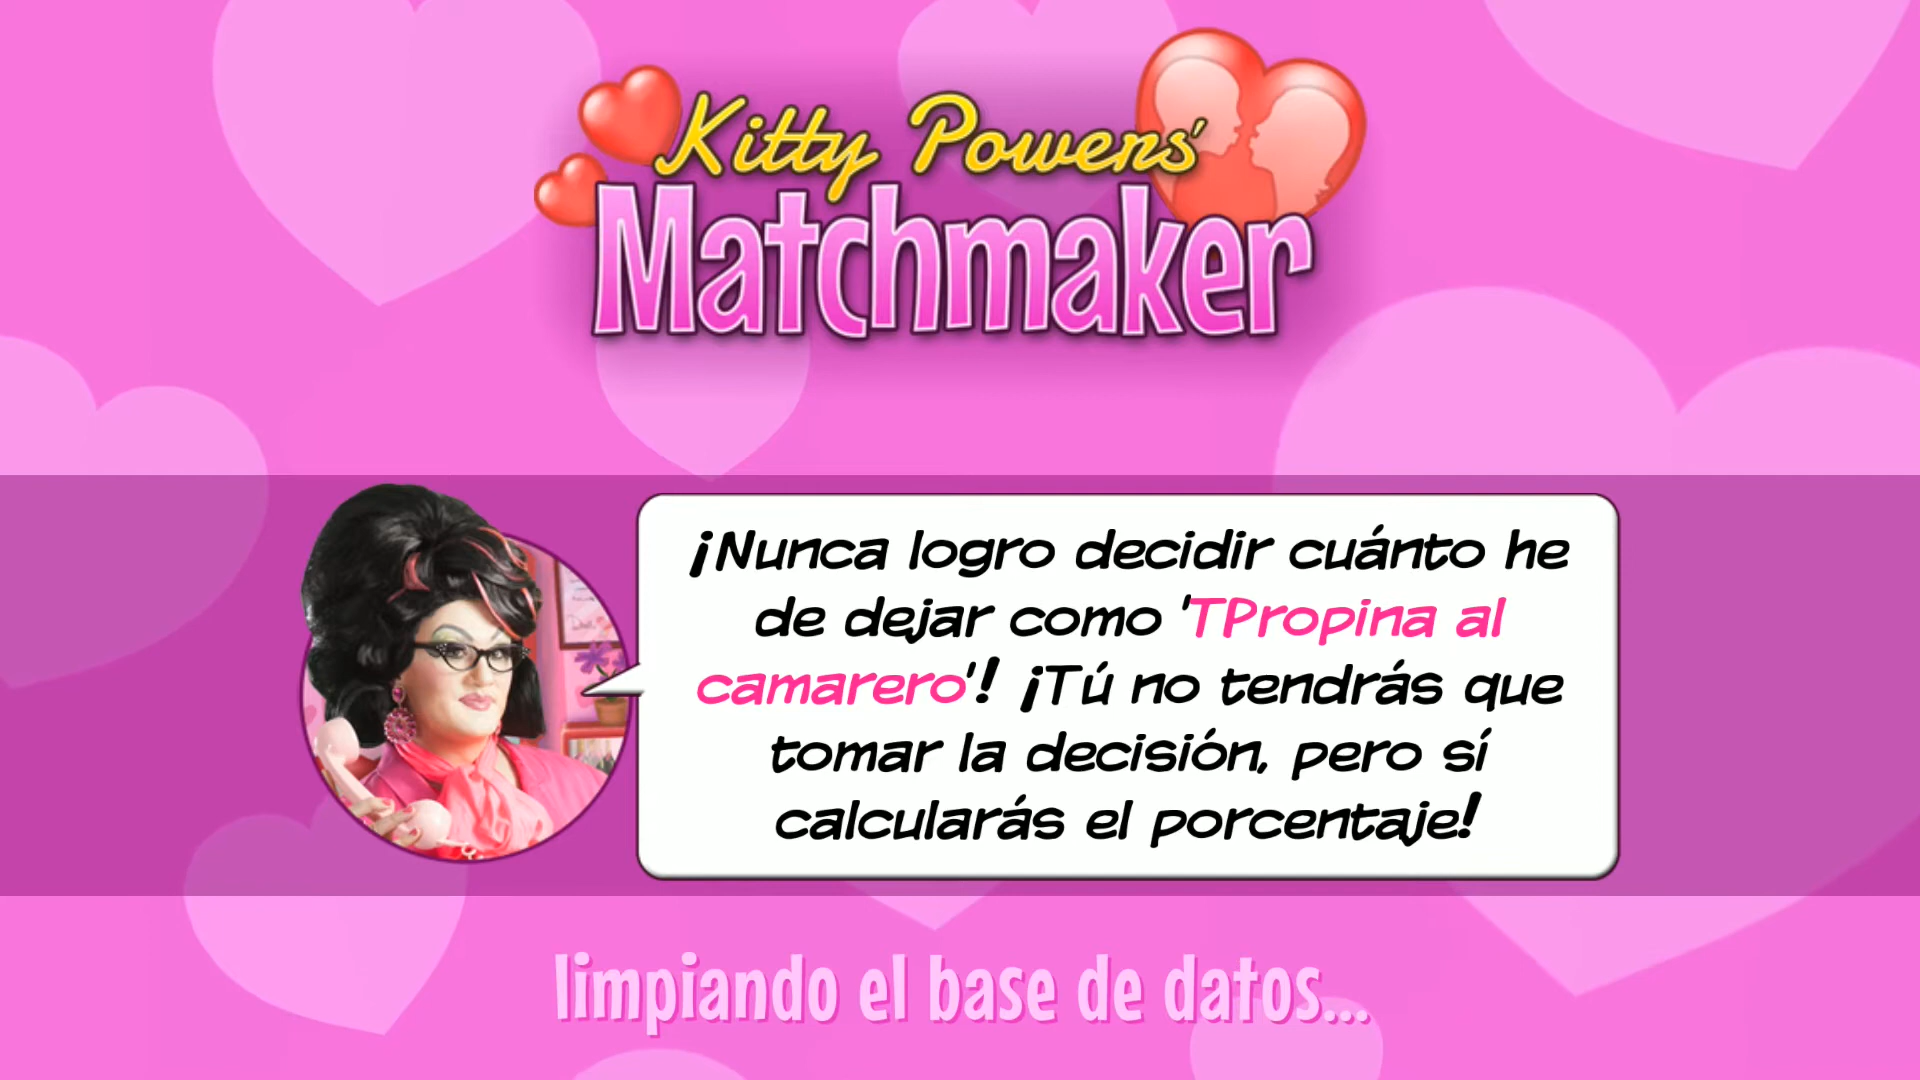 Kitty Powers'
Matchmaker
¡Nunca logro decidir cuánto he
de dejar como 'TPropina al
camarero'! ¡Tú no tendrás que
tomar la decisión, pero sí
calcularás el porcentaje!
limpiando el base de datos...